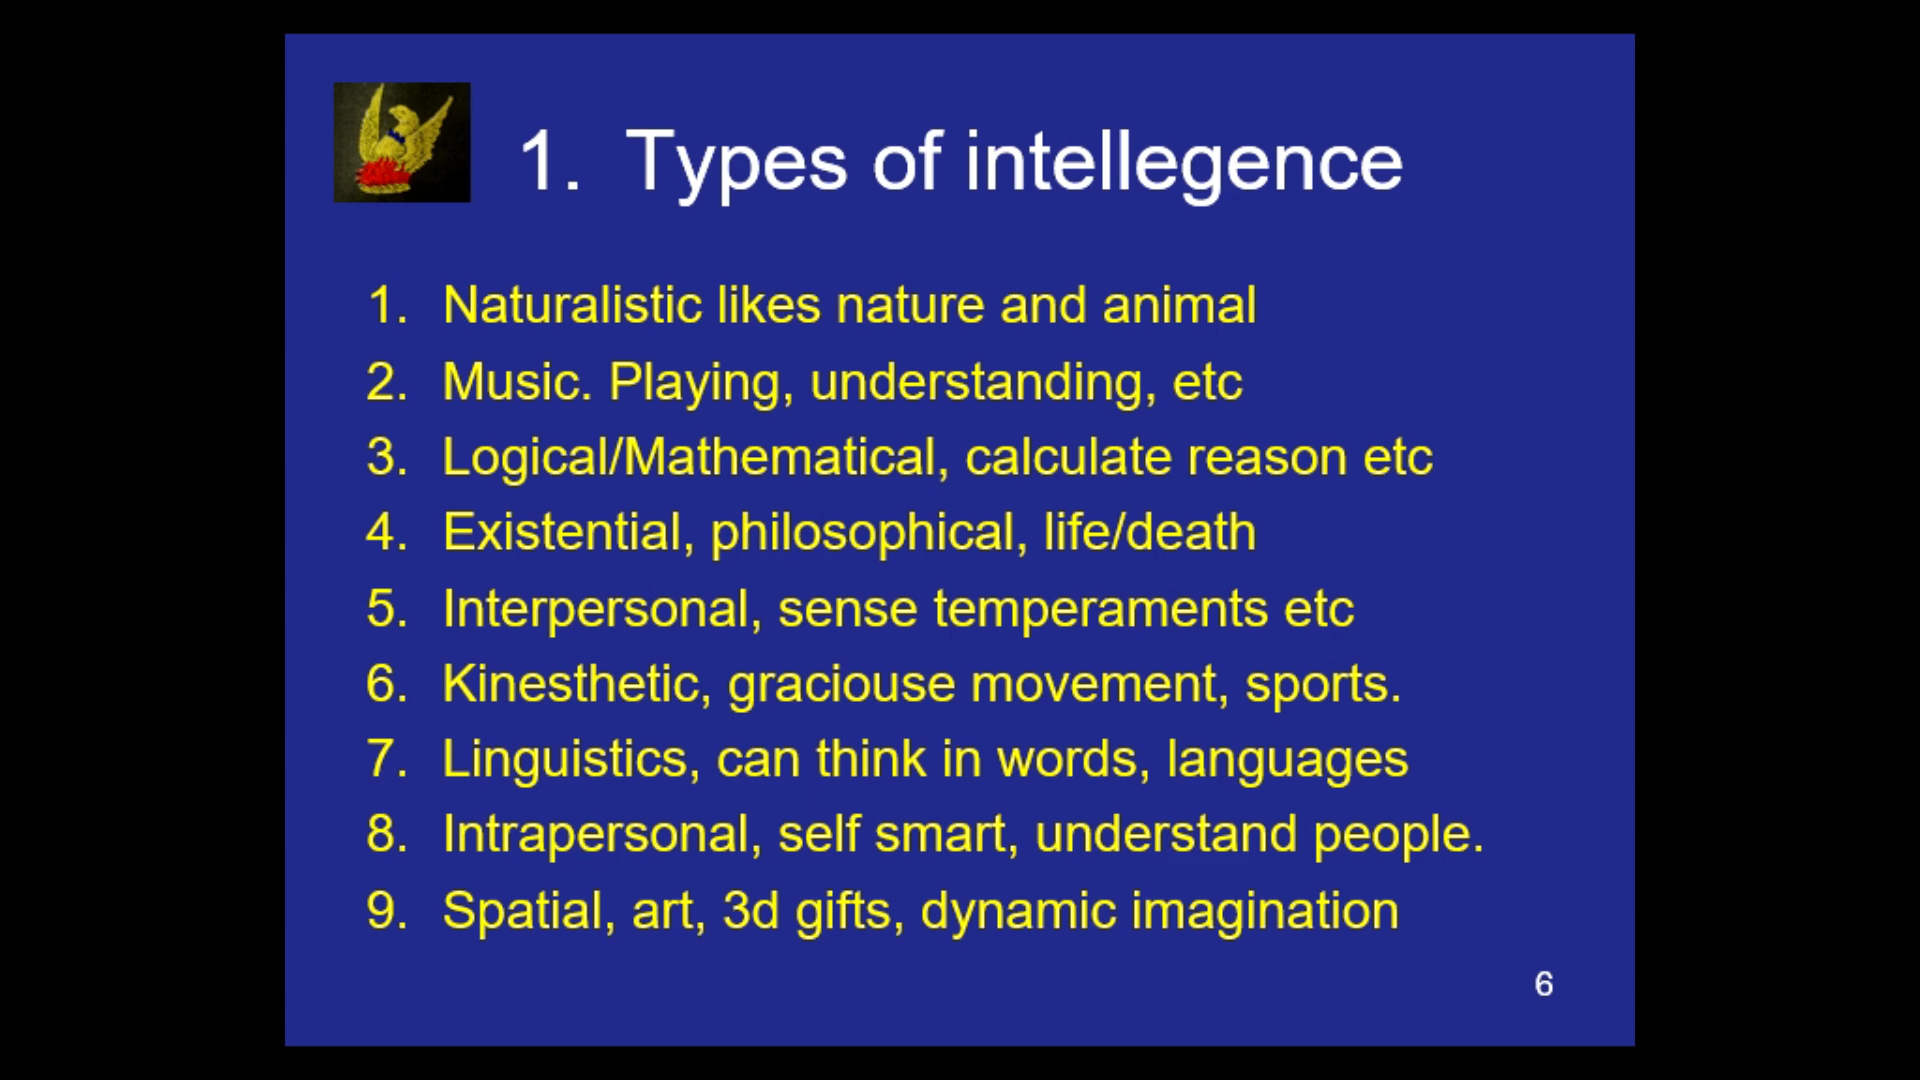 1. Types of intellegence
1. Naturalistic likes nature and animal
2. Music. Playing, understanding, etc
3. Logical/Mathematical, calculate reason etc
4. Existential, philosophical, life/death
5. Interpersonal, sense temperaments etc
6. Kinesthetic, graciouse movement, sports.
7. Linguistics, can think in words, languages
8. Intrapersonal, self smart, understand people.
9. Spatial, art, 3d gifts, dynamic imagination
6